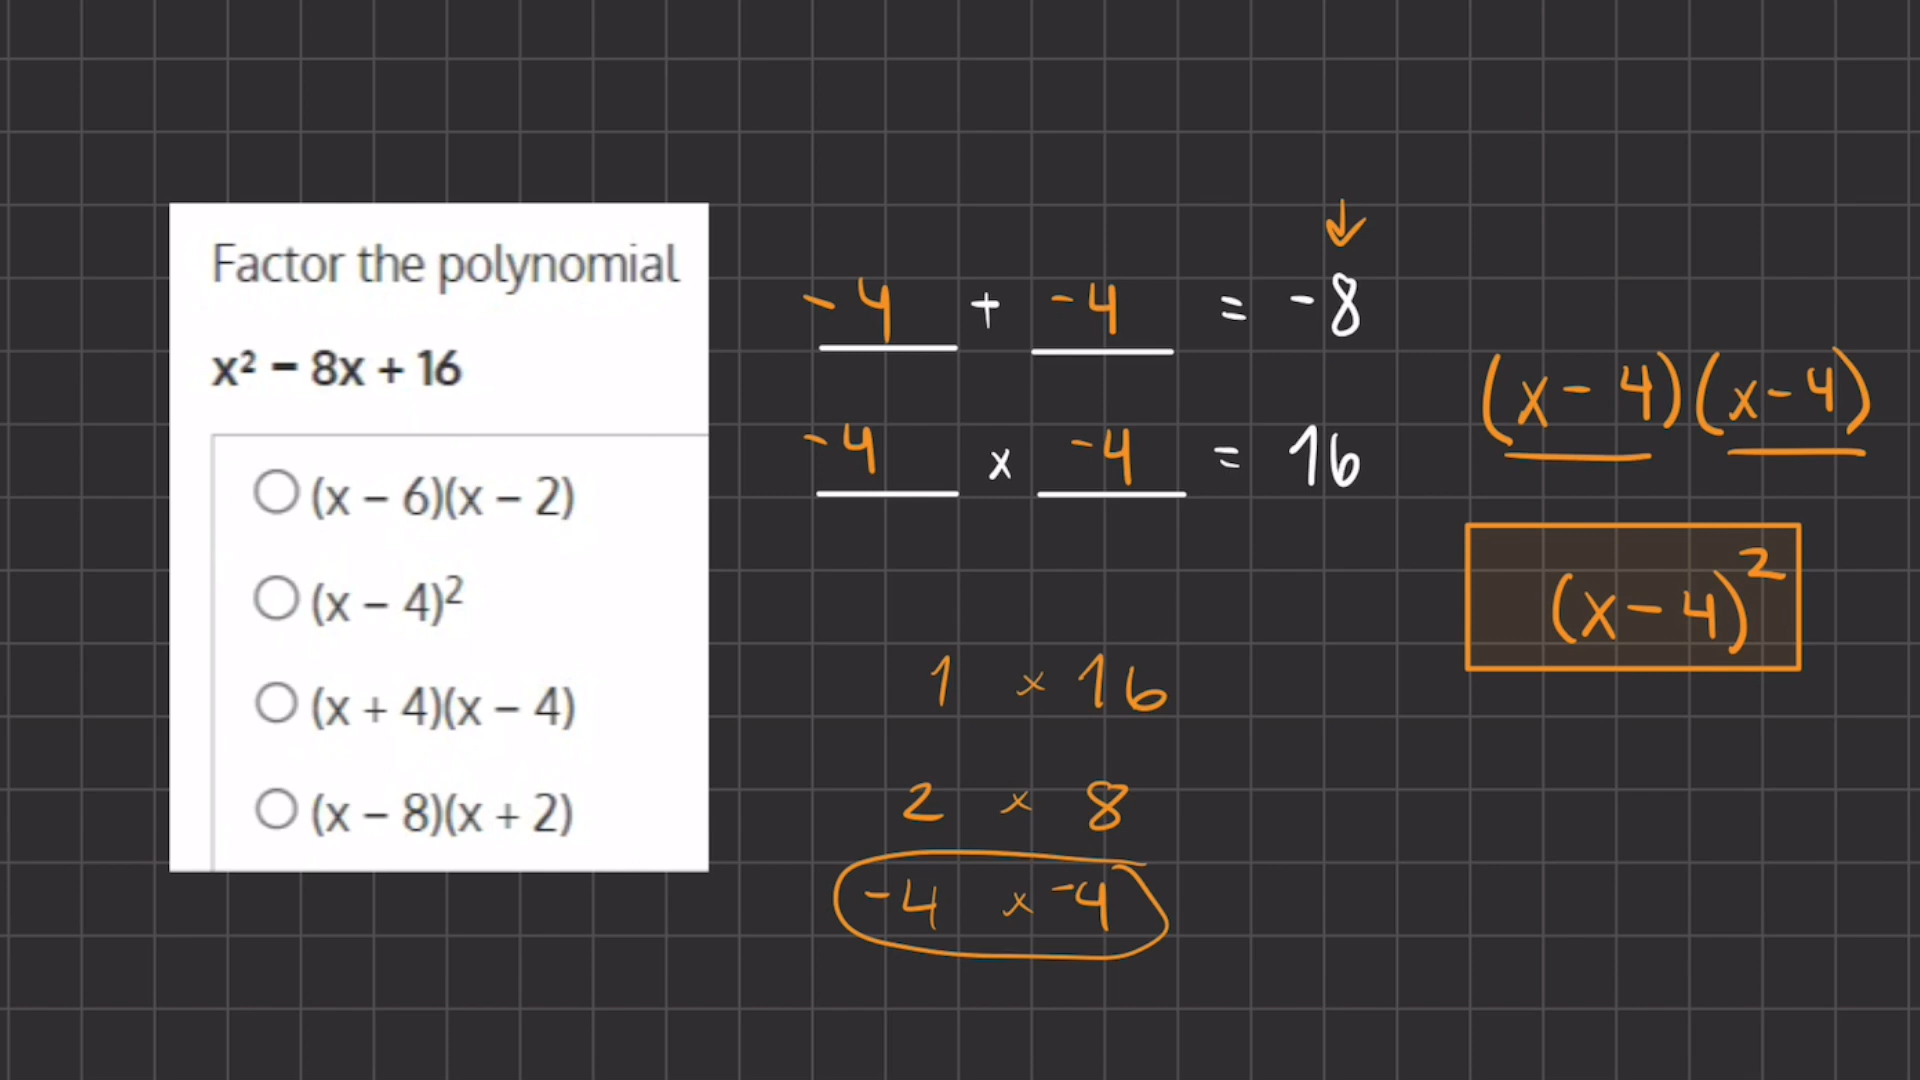 Factor the polynomial
x² − 8x + 16
(x − 6)(x − 2)
(x − 4)²
(x + 4)(x − 4)
(x − 8)(x + 2)
-4 + -4 = -8
-4 x -4 = 16
1 x 16
2 x 8
-4 x -4
(x - 4)(x - 4)
(x - 4)²